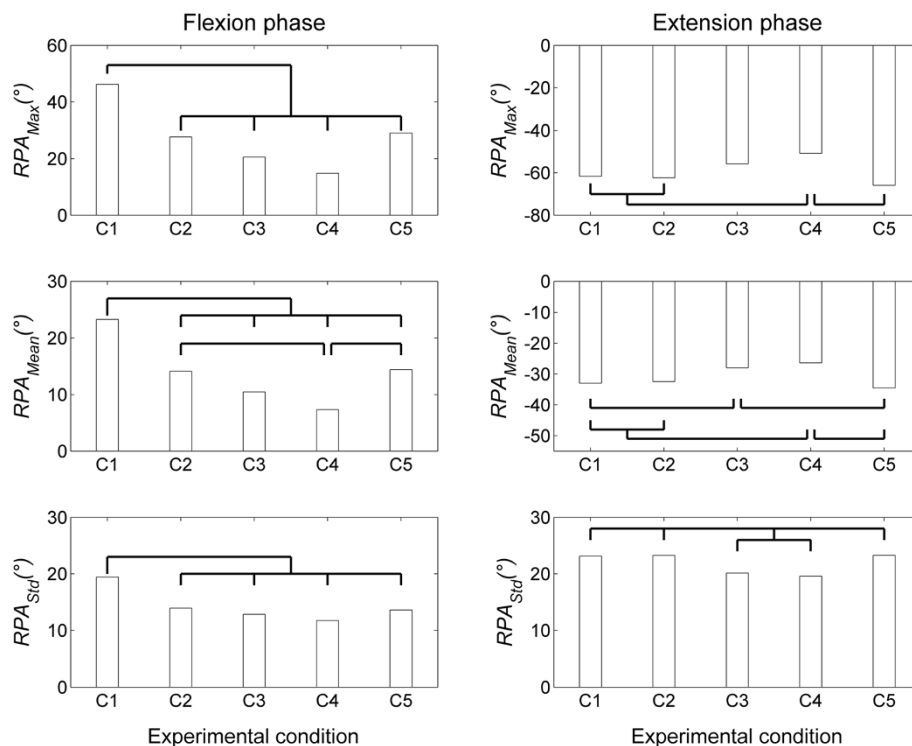 Flexion phase
RPA_Max(°)
60
40
20
0
C1 C2 C3 C4 C5
Extension phase
RPA_Max(°)
0
-20
-40
-60
-80
C1 C2 C3 C4 C5
RPA_Mean(°)
30
20
10
0
C1 C2 C3 C4 C5
RPA_Mean(°)
0
-10
-20
-30
-40
-50
C1 C2 C3 C4 C5
RPA_Std(°)
30
20
10
0
C1 C2 C3 C4 C5
Experimental condition
RPA_Std(°)
30
20
10
0
C1 C2 C3 C4 C5
Experimental condition